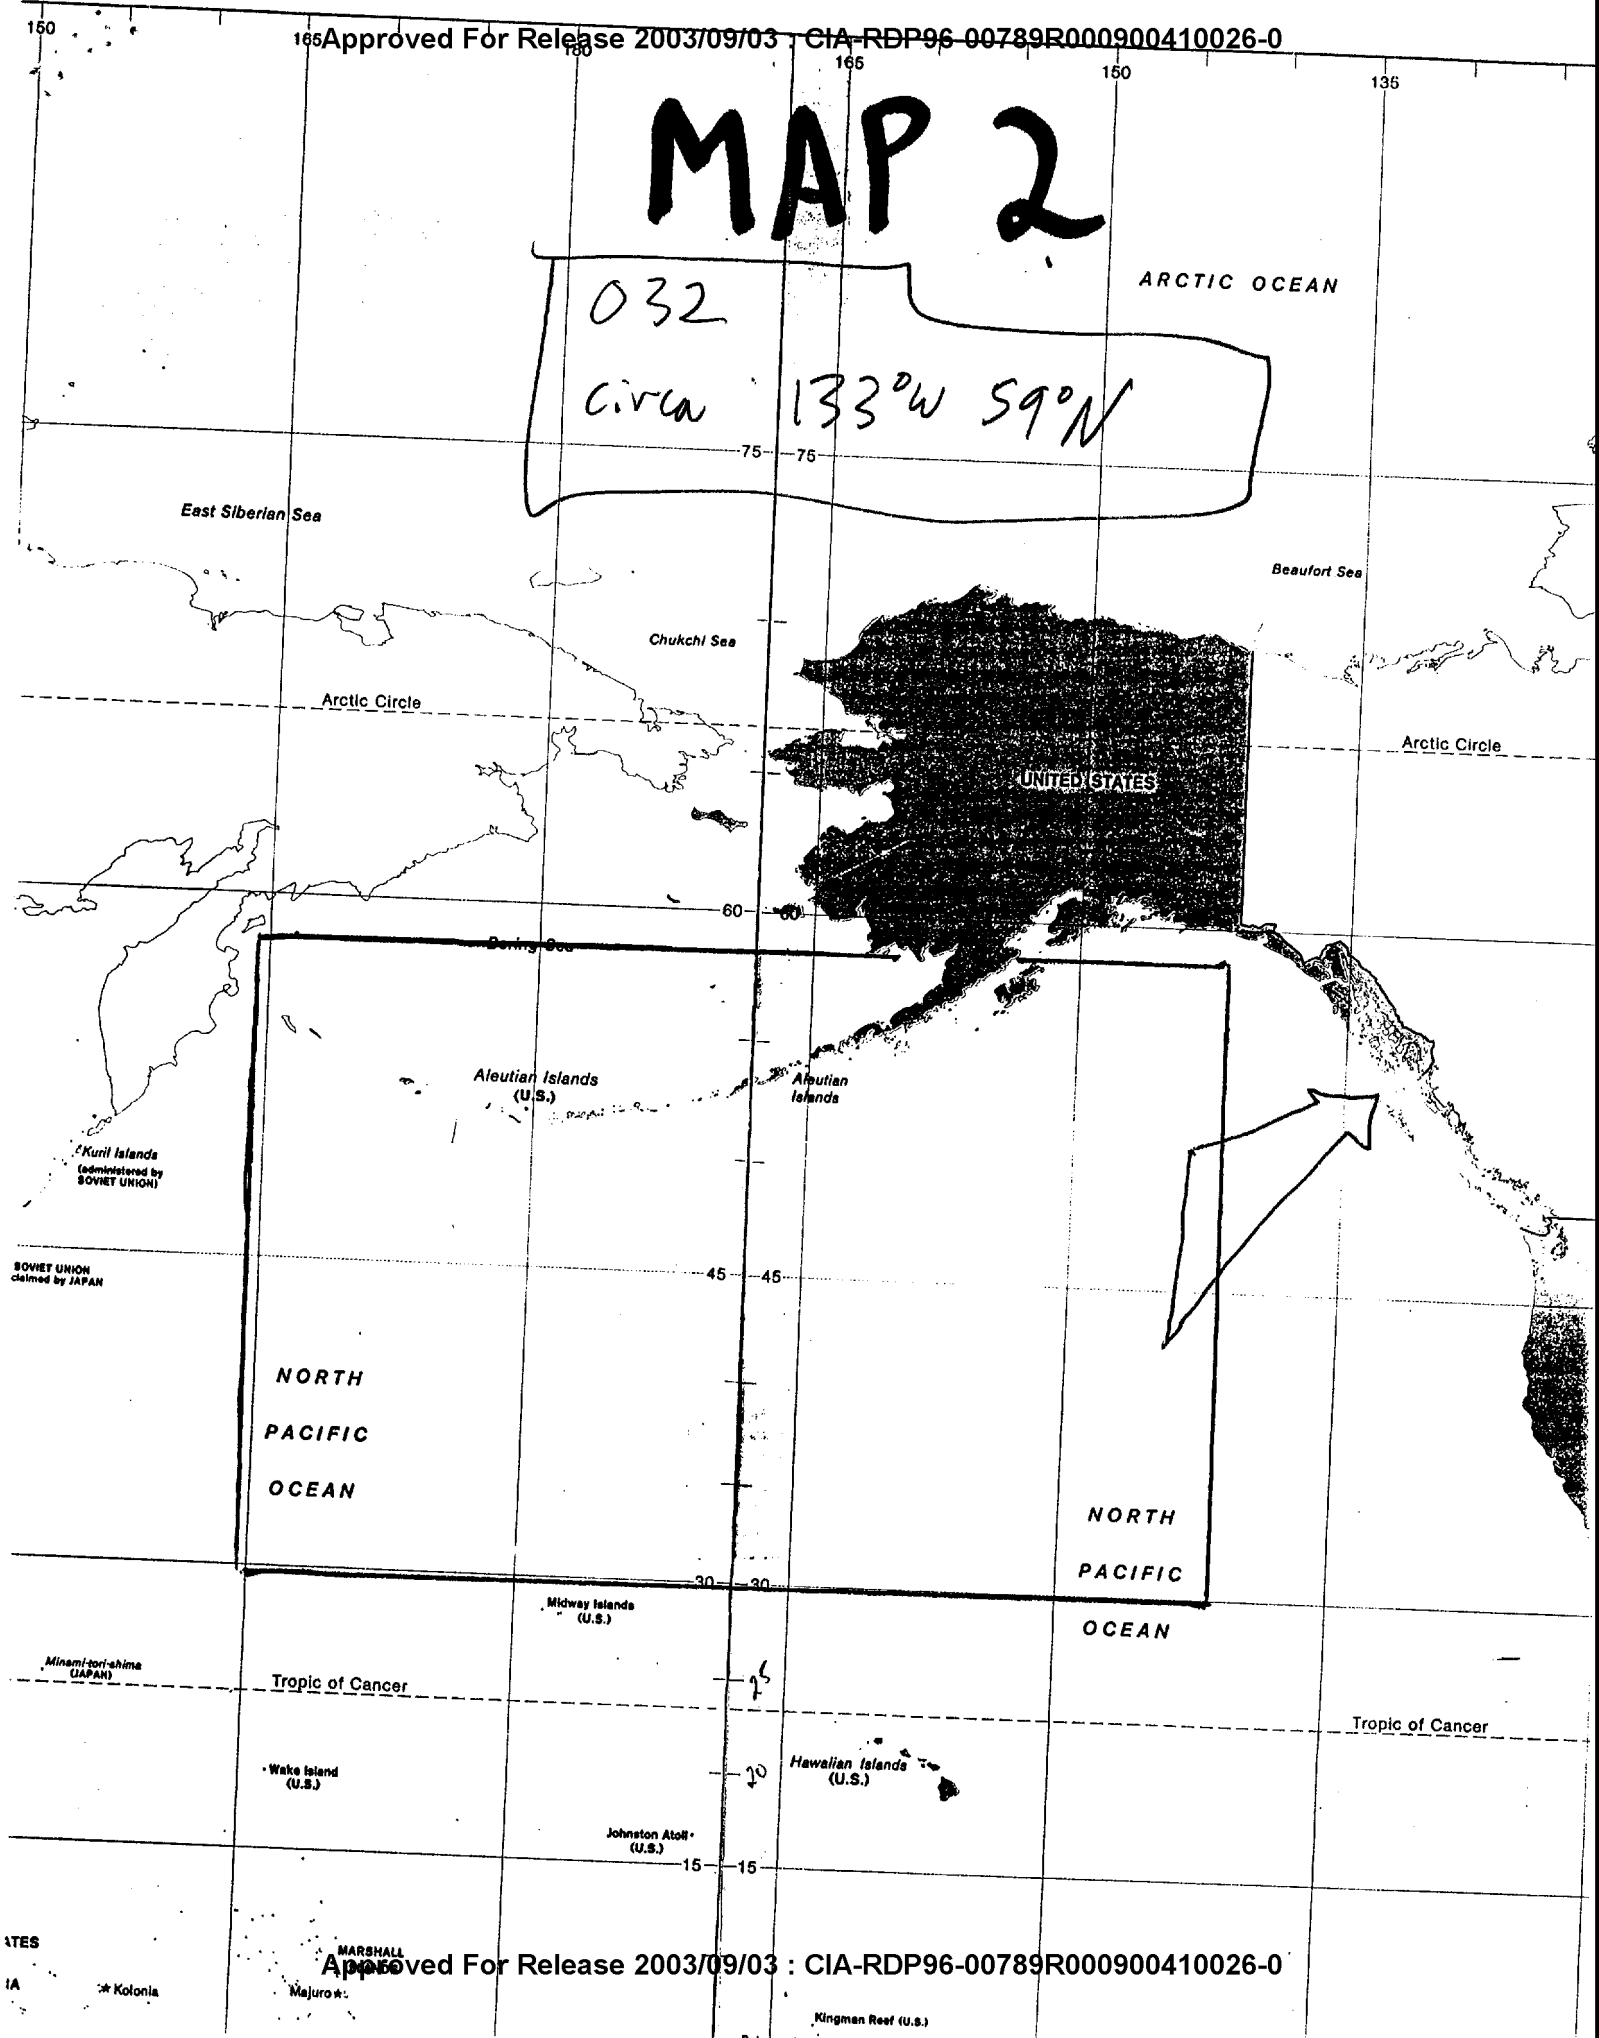 Approved For Release 2003/09/03 : CIA-RDP96-00789R000900410026-0
150 165 180 165 150 135
MAP 2
ARCTIC OCEAN
032
circa 133°W 59°N
75 75
East Siberian Sea
Beaufort Sea
Chukchi Sea
Arctic Circle
Arctic Circle
UNITED STATES
60 60
Bering Sea
Aleutian Islands
(U.S.)
Aleutian
Islands
Kuril Islands
(administered by
SOVIET UNION)
SOVIET UNION
claimed by JAPAN
45 45
NORTH
PACIFIC
OCEAN
NORTH
PACIFIC
OCEAN
30 30
Midway Islands
(U.S.)
Minami-tori-shima
(JAPAN)
Tropic of Cancer
25
Tropic of Cancer
Wake Island
(U.S.)
20
Hawaiian Islands
(U.S.)
Johnston Atoll
(U.S.)
15 15
ATES
MARSHALL
Approved For Release 2003/09/03 : CIA-RDP96-00789R000900410026-0
IA
Kolonia
Majuro
Kingman Reef (U.S.)